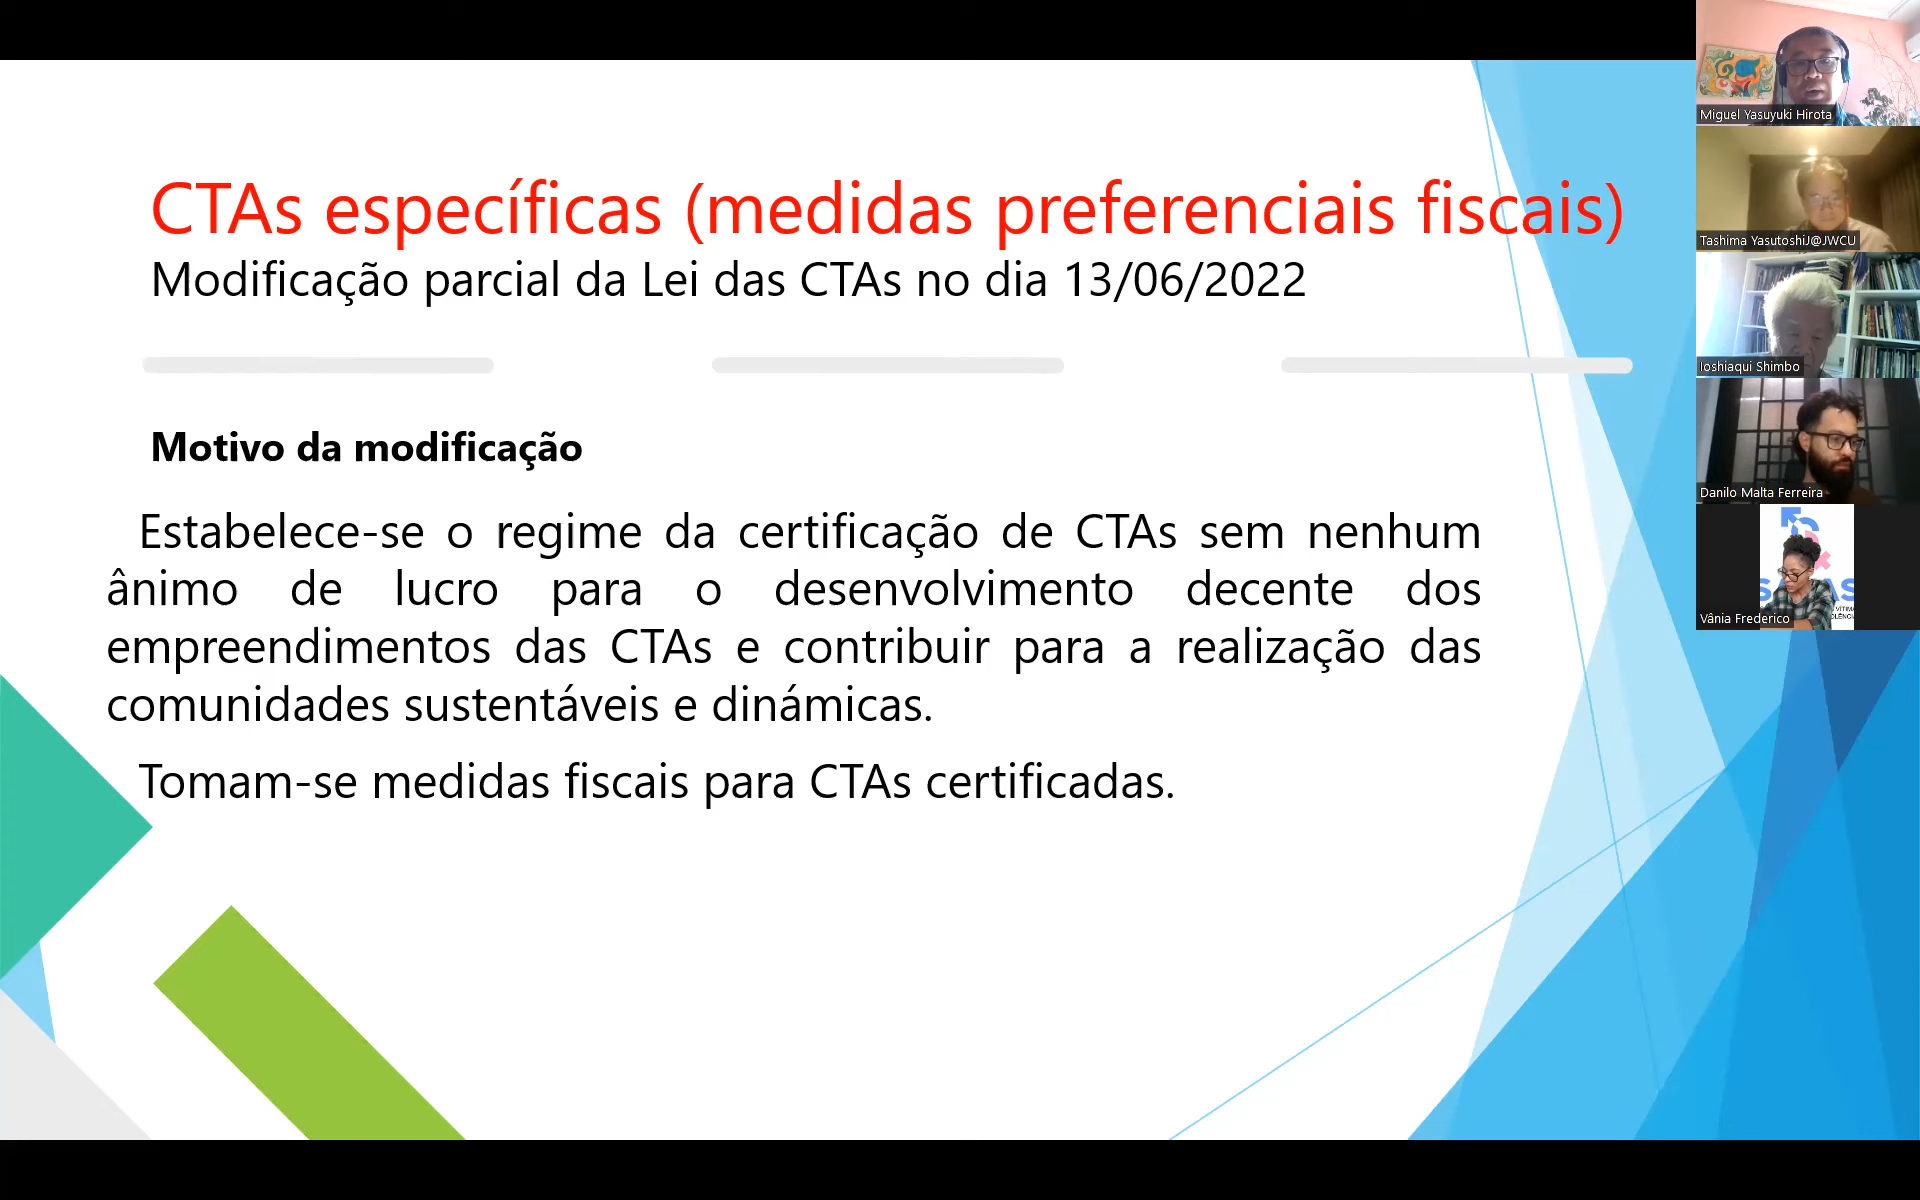 CTAs específicas (medidas preferenciais fiscais)
Modificação parcial da Lei das CTAs no dia 13/06/2022
Motivo da modificação
Estabelece-se o regime da certificação de CTAs sem nenhum
ânimo de lucro para o desenvolvimento decente dos
empreendimentos das CTAs e contribuir para a realização das
comunidades sustentáveis e dinámicas.
Tomam-se medidas fiscais para CTAs certificadas.
Miguel Yasuyuki Hirota
Tashima YasutoshiJ@JWCU
Ioshiaqui Shimbo
Danilo Malta Ferreira
Vânia Frederico